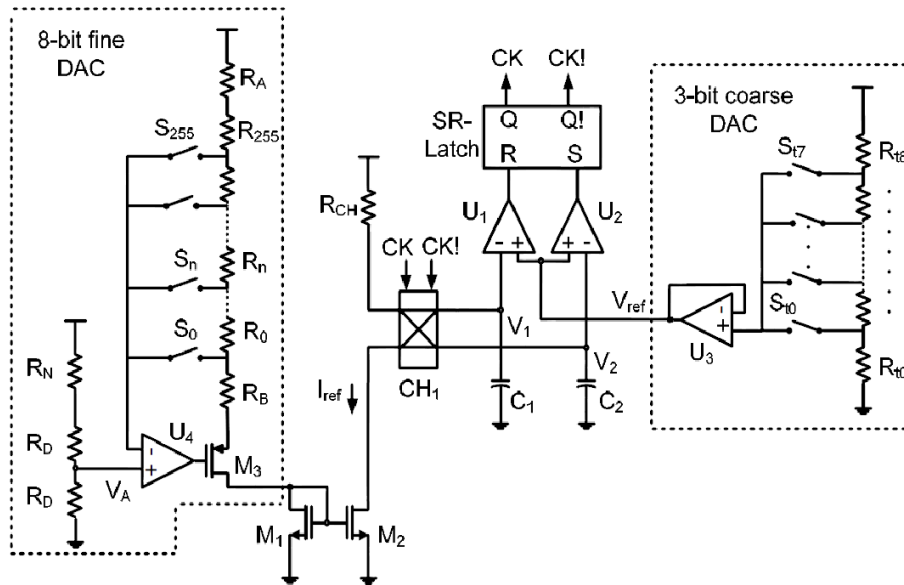 8-bit fine
DAC
R_A
R_255
S_255
S_n
R_n
S_0
R_0
R_B
R_N
R_D
R_D
V_A
U_4
-
+
M_3
M_1
M_2
I_ref
R_CH
CK
CK!
CH_1
CK
CK!
SR-
Latch
Q
Q!
R
S
U_1
U_2
-
+
+
-
V_1
V_2
C_1
C_2
V_ref
3-bit coarse
DAC
S_t7
R_t8
S_t0
R_t0
-
+
U_3